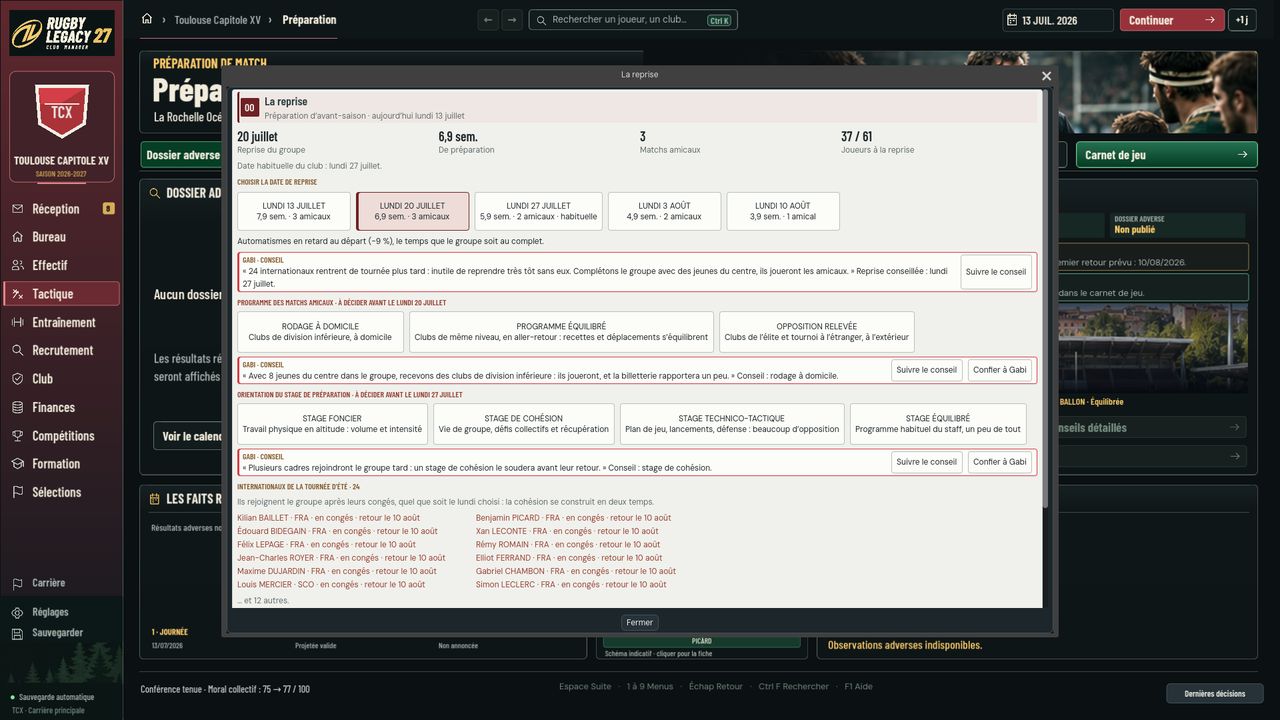 RUGBY LEGACY 27
CLUB MANAGER
Toulouse Capitole XV
Préparation
Rechercher un joueur, un club...
Ctrl K
13 JUIL. 2026
Continuer
+1 j
TCX
TOULOUSE CAPITOLE XV
SAISON 2026-2027
Réception
8
Bureau
Effectif
Tactique
Entraînement
Recrutement
Club
Finances
Compétitions
Formation
Sélections
Carrière
Réglages
Sauvegarder
Sauvegarde automatique
TCX · Carrière principale
PRÉPARATION DE MATCH
Prépa
La Rochelle Océ
Dossier adverse
Carnet de jeu
DOSSIER AD
Aucun dossier
Les résultats ré
seront affichés
Voir le calend
LES FAITS R
Résultats adverses no
DOSSIER ADVERSE
Non publié
emier retour prévu : 10/08/2026.
dans le carnet de jeu.
BALLON · Équilibrée
nseils détaillés
La reprise
00
La reprise
Préparation d'avant-saison · aujourd'hui lundi 13 juillet
20 juillet
Reprise du groupe
6,9 sem.
De préparation
3
Matchs amicaux
37 / 61
Joueurs à la reprise
Date habituelle du club : lundi 27 juillet.
CHOISIR LA DATE DE REPRISE
LUNDI 13 JUILLET
7,9 sem. · 3 amicaux
LUNDI 20 JUILLET
6,9 sem. · 3 amicaux
LUNDI 27 JUILLET
5,9 sem. · 2 amicaux · habituelle
LUNDI 3 AOÛT
4,9 sem. · 2 amicaux
LUNDI 10 AOÛT
3,9 sem. · 1 amical
Automatismes en retard au départ (−9 %), le temps que le groupe soit au complet.
GABI · CONSEIL
« 24 internationaux rentrent de tournée plus tard : inutile de reprendre très tôt sans eux. Complétons le groupe avec des jeunes du centre, ils joueront les amicaux. » Reprise conseillée : lundi
27 juillet.
Suivre le conseil
PROGRAMME DES MATCHS AMICAUX · À DÉCIDER AVANT LE LUNDI 20 JUILLET
RODAGE À DOMICILE
Clubs de division inférieure, à domicile
PROGRAMME ÉQUILIBRÉ
Clubs de même niveau, en aller-retour : recettes et déplacements s'équilibrent
OPPOSITION RELEVÉE
Clubs de l'élite et tournoi à l'étranger, à l'extérieur
GABI · CONSEIL
« Avec 8 jeunes du centre dans le groupe, recevons des clubs de division inférieure : ils joueront, et la billetterie rapportera un peu. » Conseil : rodage à domicile.
Suivre le conseil
Confier à Gabi
ORIENTATION DU STAGE DE PRÉPARATION · À DÉCIDER AVANT LE LUNDI 27 JUILLET
STAGE FONCIER
Travail physique en altitude : volume et intensité
STAGE DE COHÉSION
Vie de groupe, défis collectifs et récupération
STAGE TECHNICO-TACTIQUE
Plan de jeu, lancements, défense : beaucoup d'opposition
STAGE ÉQUILIBRÉ
Programme habituel du staff, un peu de tout
GABI · CONSEIL
« Plusieurs cadres rejoindront le groupe tard : un stage de cohésion le soudera avant leur retour. » Conseil : stage de cohésion.
Suivre le conseil
Confier à Gabi
INTERNATIONAUX DE LA TOURNÉE D'ÉTÉ · 24
Ils rejoignent le groupe après leurs congés, quel que soit le lundi choisi : la cohésion se construit en deux temps.
Kilian BAILLET · FRA · en congés · retour le 10 août
Benjamin PICARD · FRA · en congés · retour le 10 août
Édouard BIDEGAIN · FRA · en congés · retour le 10 août
Xan LECONTE · FRA · en congés · retour le 10 août
Félix LEPAGE · FRA · en congés · retour le 10 août
Rémy ROMAIN · FRA · en congés · retour le 10 août
Jean-Charles ROYER · FRA · en congés · retour le 10 août
Elliot FERRAND · FRA · en congés · retour le 10 août
Maxime DUJARDIN · FRA · en congés · retour le 10 août
Gabriel CHAMBON · FRA · en congés · retour le 10 août
Louis MERCIER · SCO · en congés · retour le 10 août
Simon LECLERC · FRA · en congés · retour le 10 août
... et 12 autres.
Fermer
1 · JOURNÉE
13/07/2026
Projetée valide
Non annoncée
PICARD
Schéma indicatif · cliquer pour la fiche
Observations adverses indisponibles.
Conférence tenue · Moral collectif : 75 → 77 / 100
Espace Suite · 1 à 9 Menus · Échap Retour · Ctrl F Rechercher · F1 Aide
Dernières décisions